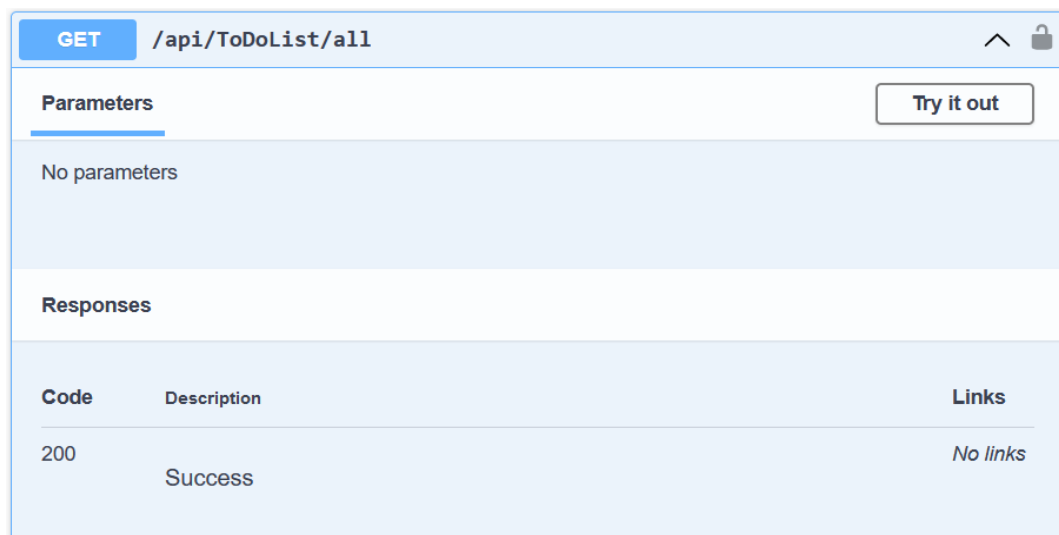 GET /api/ToDoList/all
Parameters Try it out
No parameters
Responses
Code Description Links
200 No links
Success